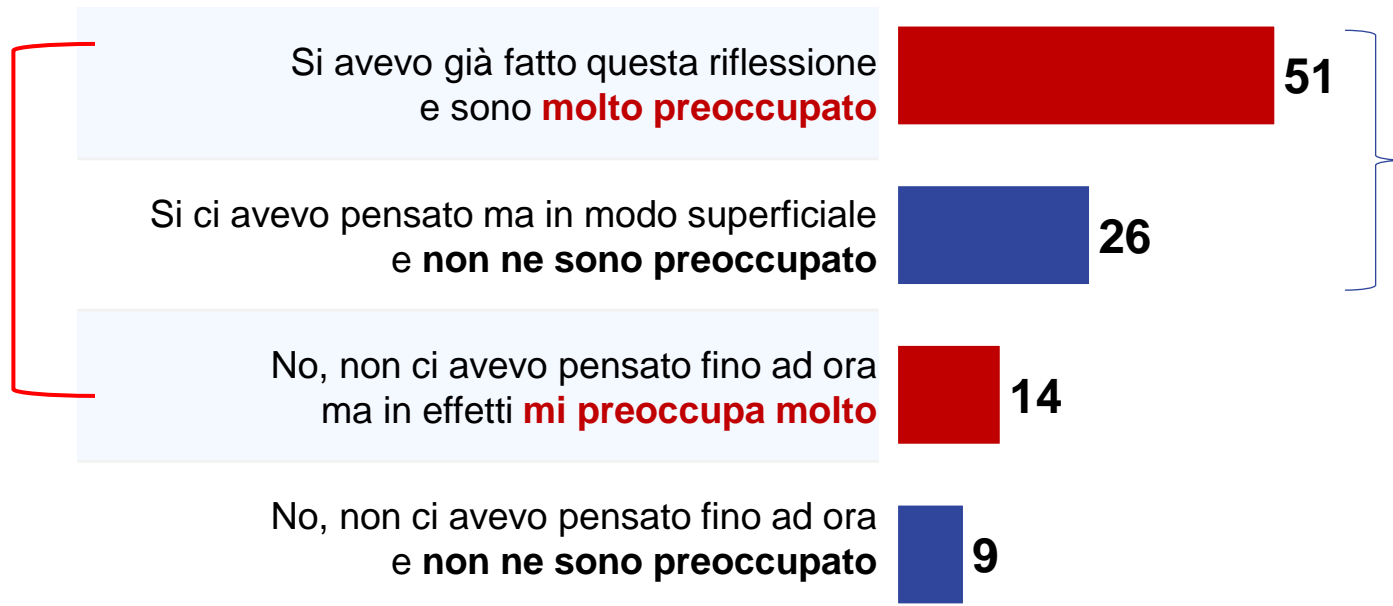 Si avevo già fatto questa riflessione
e sono molto preoccupato
51
Si ci avevo pensato ma in modo superficiale
e non ne sono preoccupato
26
No, non ci avevo pensato fino ad ora
ma in effetti mi preoccupa molto
14
No, non ci avevo pensato fino ad ora
e non ne sono preoccupato
9